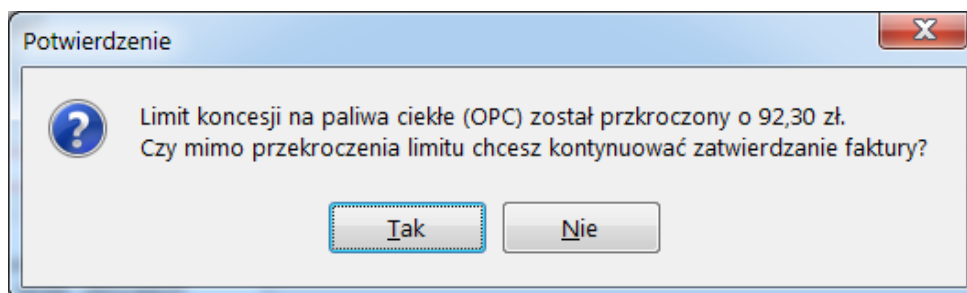 Potwierdzenie
Limit koncesji na paliwa ciekłe (OPC) został przkroczony o 92,30 zł.
Czy mimo przekroczenia limitu chcesz kontynuować zatwierdzanie faktury?
Tak
Nie